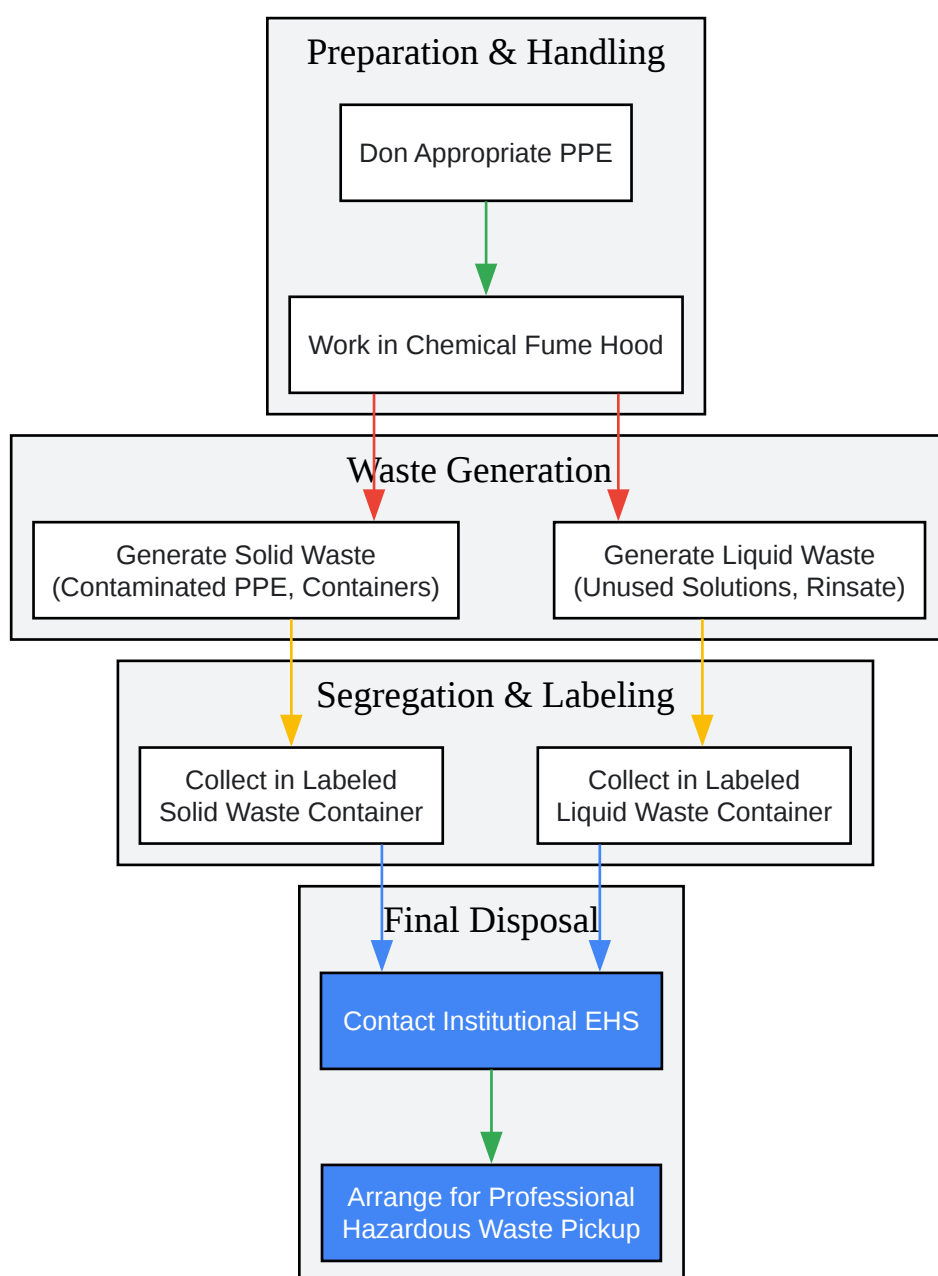 Preparation & Handling
Don Appropriate PPE
Work in Chemical Fume Hood
Waste Generation
Generate Solid Waste
(Contaminated PPE, Containers)
Generate Liquid Waste
(Unused Solutions, Rinsate)
Segregation & Labeling
Collect in Labeled
Solid Waste Container
Collect in Labeled
Liquid Waste Container
Final Disposal
Contact Institutional EHS
Arrange for Professional
Hazardous Waste Pickup